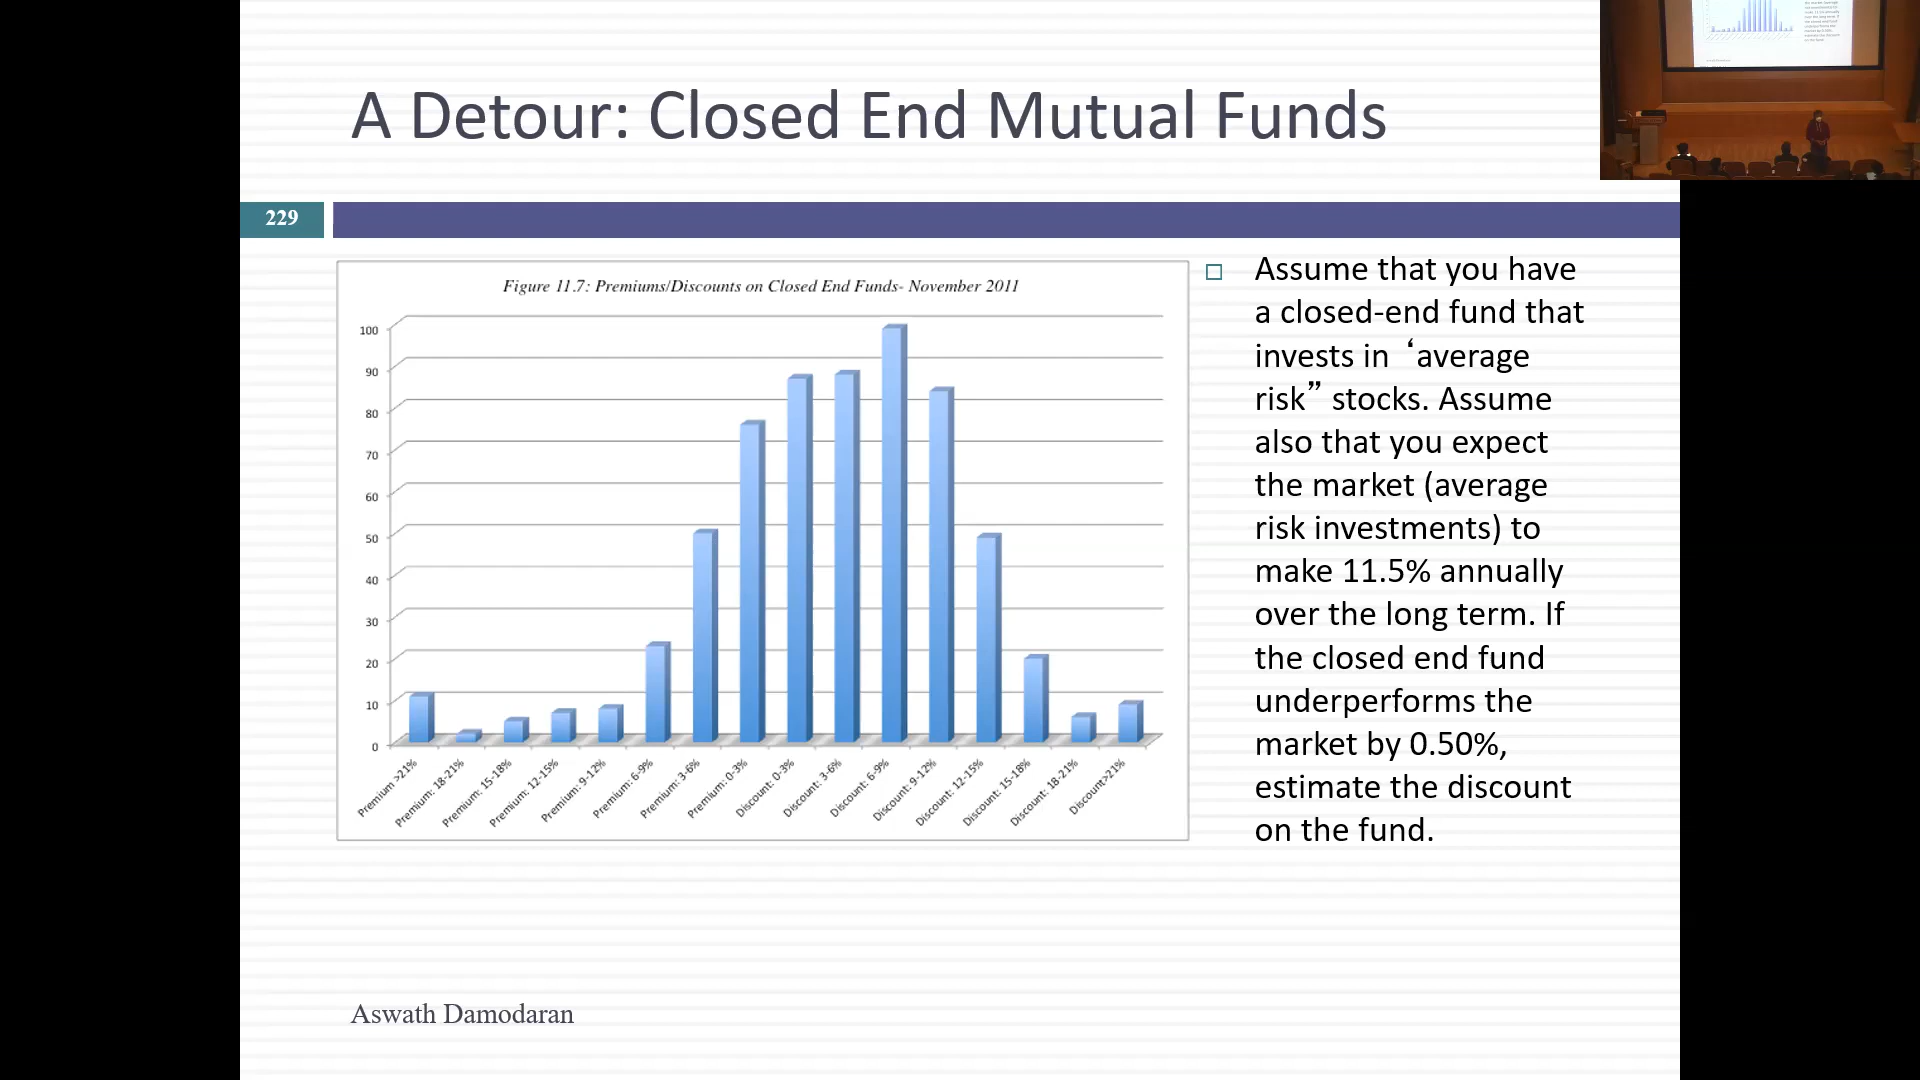 A Detour: Closed End Mutual Funds
229
Figure 11.7: Premiums/Discounts on Closed End Funds- November 2011
100
90
80
70
60
50
40
30
20
10
0
Premium >21%
Premium: 18-21%
Premium: 15-18%
Premium: 12-15%
Premium: 9-12%
Premium: 6-9%
Premium: 3-6%
Premium: 0-3%
Discount: 0-3%
Discount: 3-6%
Discount: 6-9%
Discount: 9-12%
Discount: 12-15%
Discount: 15-18%
Discount: 18-21%
Discount>21%
Assume that you have
a closed-end fund that
invests in ‘average
risk” stocks. Assume
also that you expect
the market (average
risk investments) to
make 11.5% annually
over the long term. If
the closed end fund
underperforms the
market by 0.50%,
estimate the discount
on the fund.
Aswath Damodaran